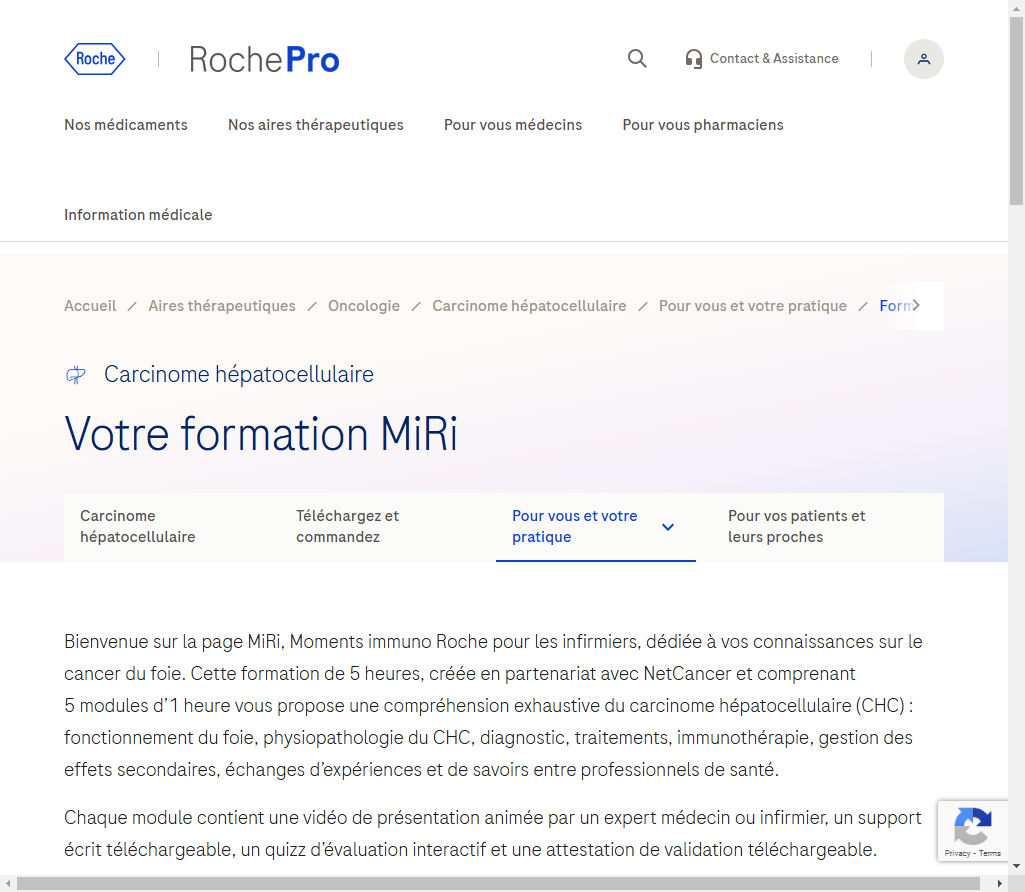 Roche
RochePro
Contact & Assistance
Nos médicaments
Nos aires thérapeutiques
Pour vous médecins
Pour vous pharmaciens
Information médicale
Accueil / Aires thérapeutiques / Oncologie / Carcinome hépatocellulaire / Pour vous et votre pratique / Form
Carcinome hépatocellulaire
Votre formation MiRi
Carcinome
hépatocellulaire
Téléchargez et
commandez
Pour vous et votre
pratique
Pour vos patients et
leurs proches
Bienvenue sur la page MiRi, Moments immuno Roche pour les infirmiers, dédiée à vos connaissances sur le
cancer du foie. Cette formation de 5 heures, créée en partenariat avec NetCancer et comprenant
5 modules d’1 heure vous propose une compréhension exhaustive du carcinome hépatocellulaire (CHC) :
fonctionnement du foie, physiopathologie du CHC, diagnostic, traitements, immunothérapie, gestion des
effets secondaires, échanges d’expériences et de savoirs entre professionnels de santé.
Chaque module contient une vidéo de présentation animée par un expert médecin ou infirmier, un support
écrit téléchargeable, un quizz d’évaluation interactif et une attestation de validation téléchargeable.
Privacy - Terms